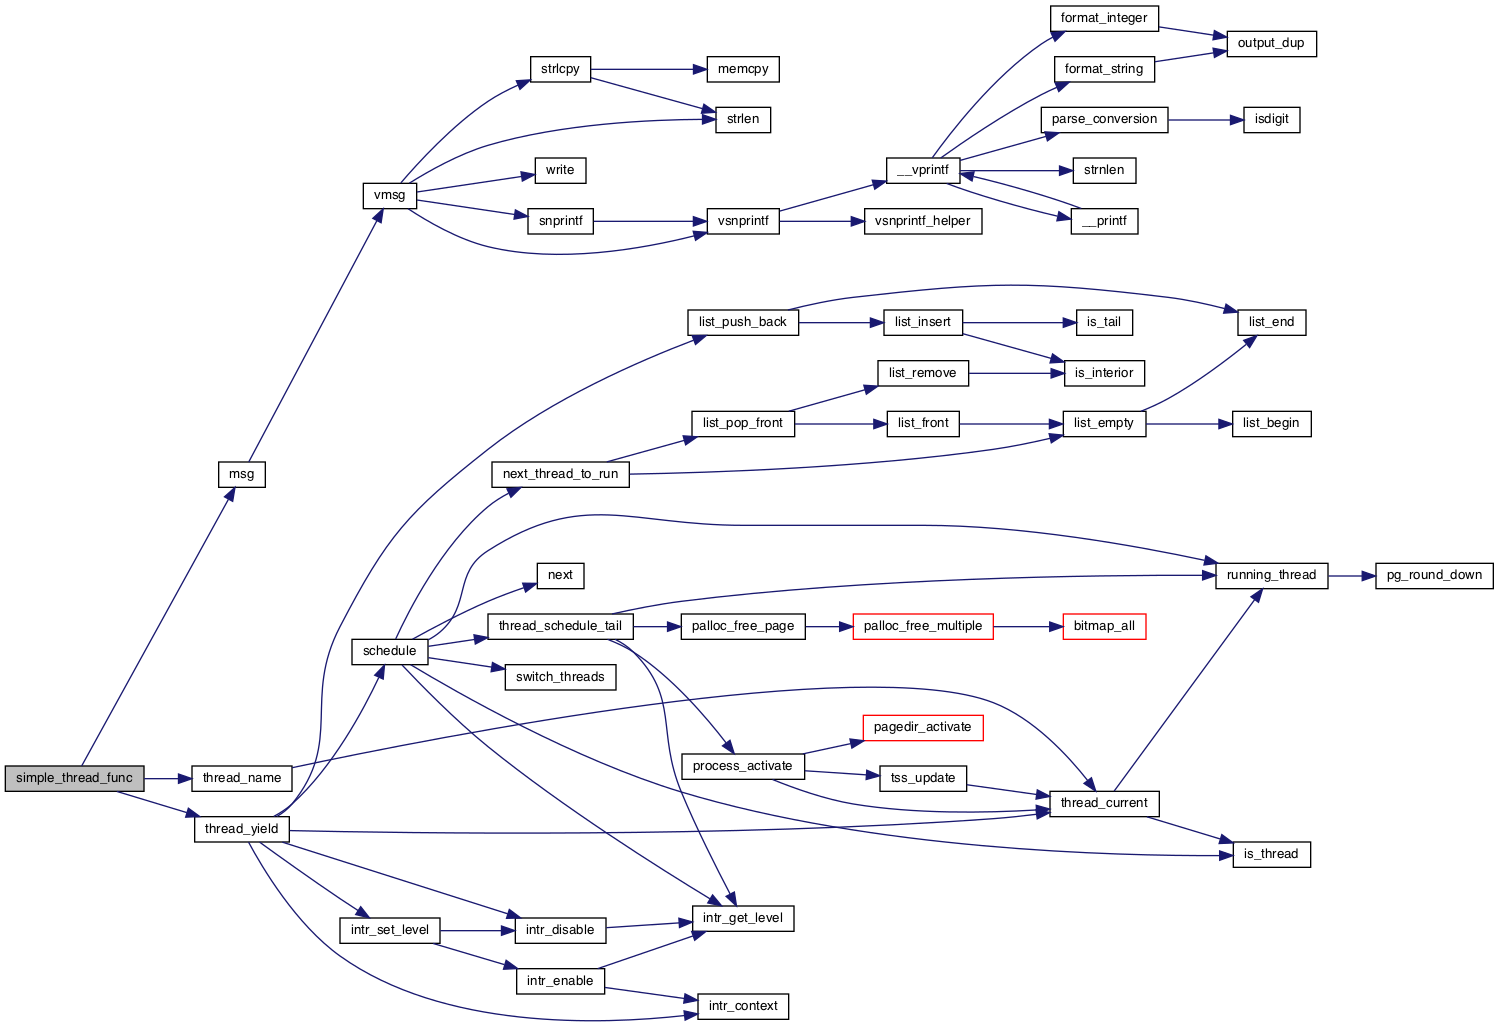 format_integer
output_dup
strlcpy
memcpy
format_string
strlen
parse_conversion
isdigit
write
__vprintf
strnlen
vmsg
snprintf
vsnprintf
vsnprintf_helper
__printf
list_push_back
list_insert
is_tail
list_end
list_remove
is_interior
list_pop_front
list_front
list_empty
list_begin
msg
next_thread_to_run
next
running_thread
pg_round_down
thread_schedule_tail
palloc_free_page
palloc_free_multiple
bitmap_all
schedule
switch_threads
pagedir_activate
process_activate
simple_thread_func
thread_name
tss_update
thread_current
thread_yield
is_thread
intr_set_level
intr_disable
intr_get_level
intr_enable
intr_context